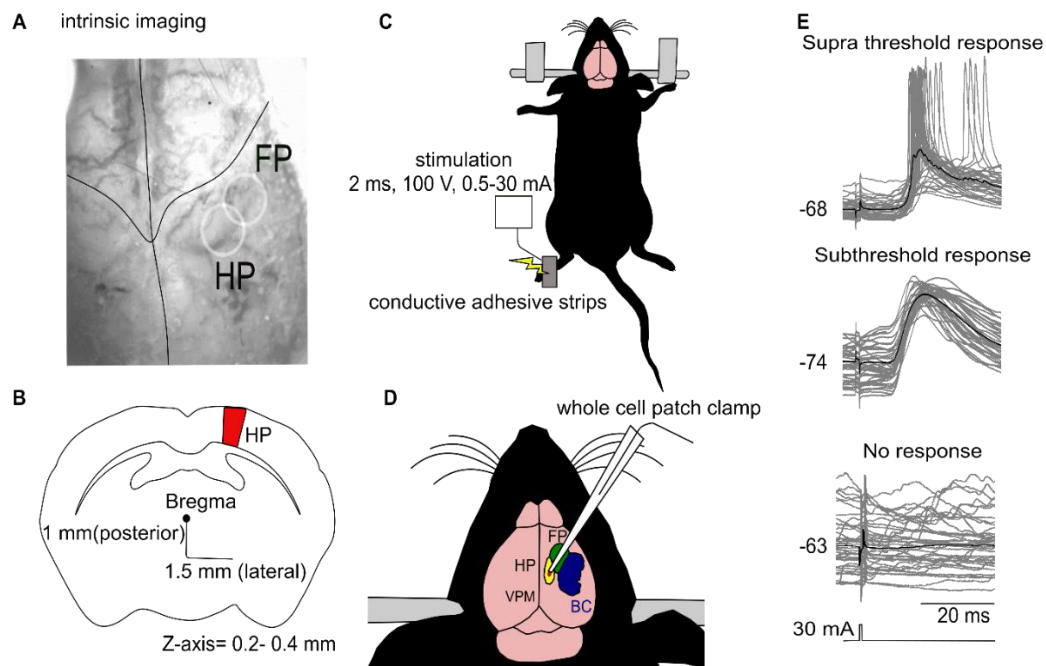 A
intrinsic imaging
FP
HP
B
HP
Bregma
1 mm(posterior)
1.5 mm (lateral)
Z-axis= 0.2- 0.4 mm
C
stimulation
2 ms, 100 V, 0.5-30 mA
conductive adhesive strips
D
whole cell patch clamp
FP
HP
VPM
BC
E
Supra threshold response
-68
Subthreshold response
-74
No response
-63
20 ms
30 mA